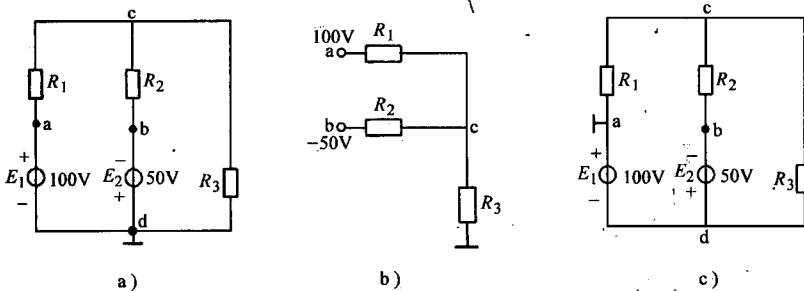 c
R1
R2
a
b
+
−
E1
100V
E2
50V
R3
−
+
d
a)
100V
a
R1
b
−50V
R2
c
R3
b)
c
R1
R2
a
b
+
−
E1
100V
E2
50V
R3
−
+
d
c)